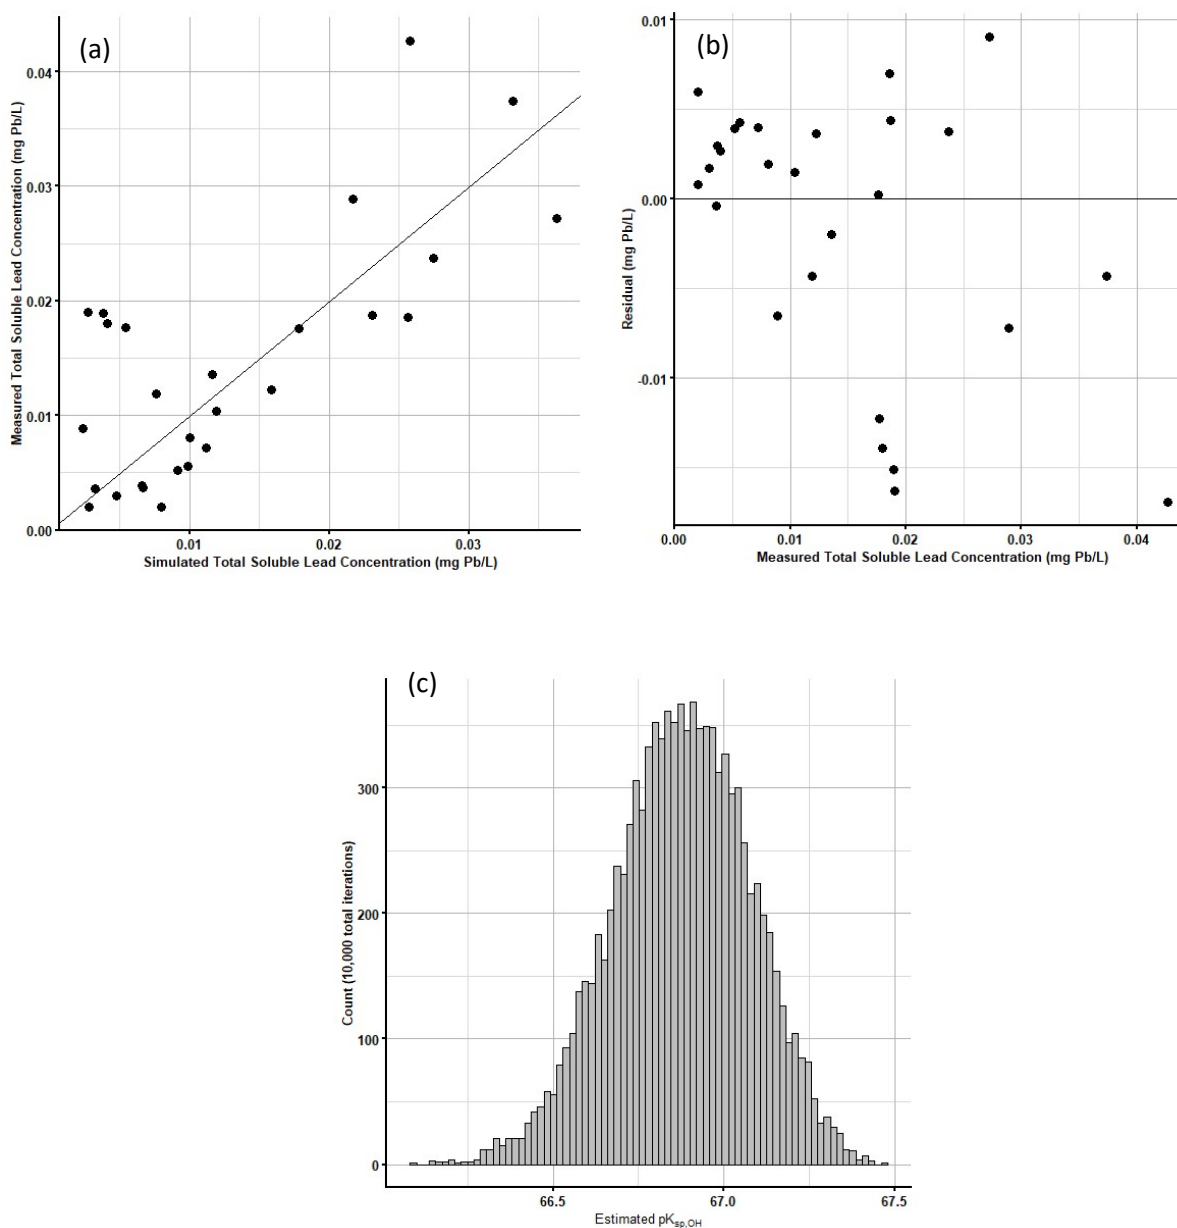 (a)
Measured Total Soluble Lead Concentration (mg Pb/L)
0.04
0.03
0.02
0.01
0.00
0.01 0.02 0.03
Simulated Total Soluble Lead Concentration (mg Pb/L)
(b)
Residual (mg Pb/L)
0.01
0.00
-0.01
0.00 0.01 0.02 0.03 0.04
Measured Total Soluble Lead Concentration (mg Pb/L)
(c)
Count (10,000 total iterations)
300
200
100
0
66.5 67.0 67.5
Estimated pKsp,OH